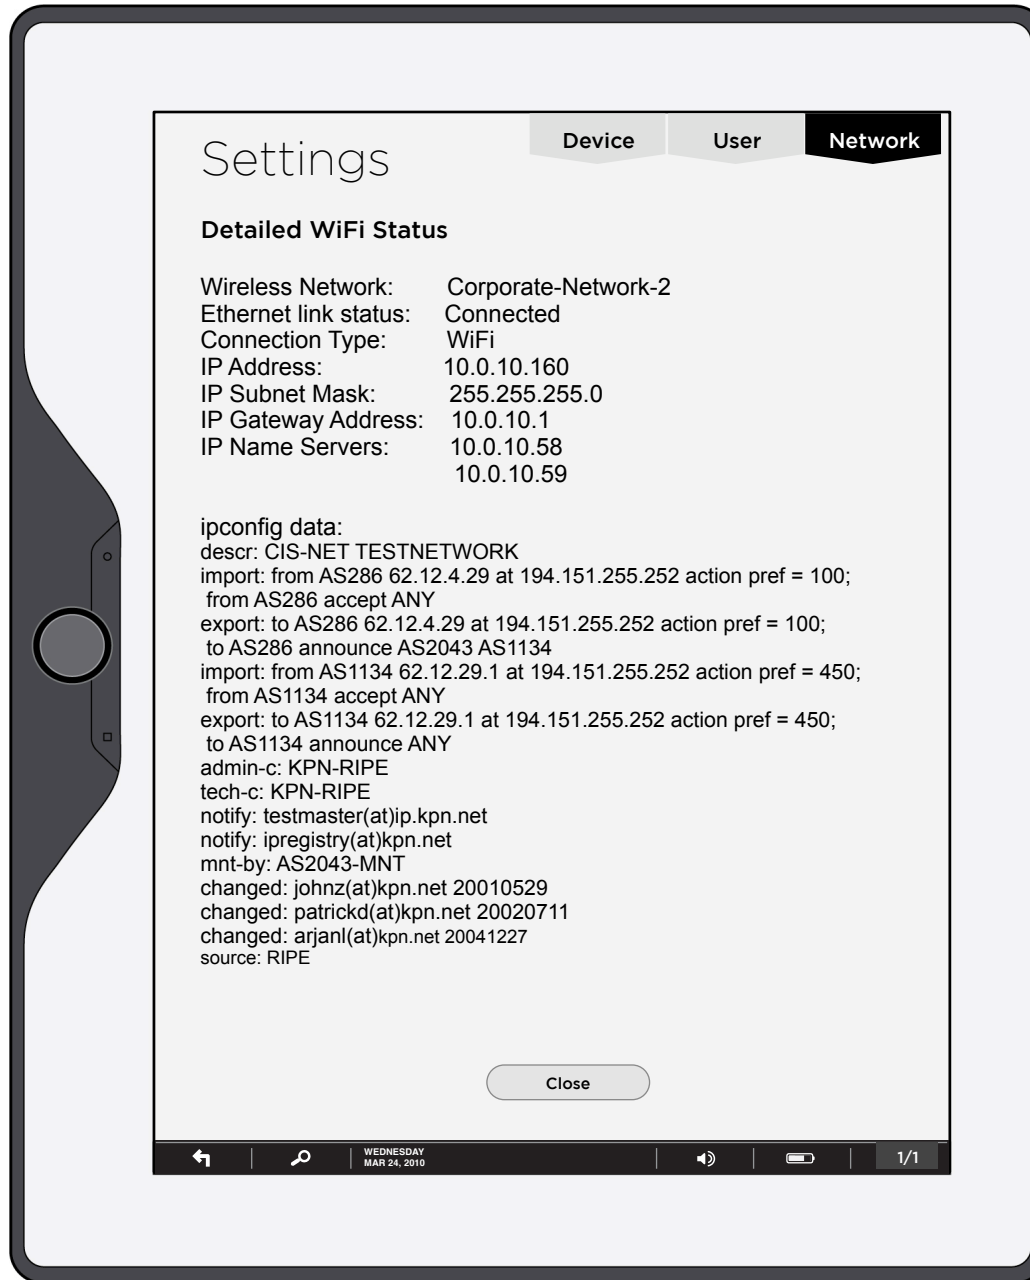 Settings
Device
User
Network
Detailed WiFi Status
Wireless Network: Corporate-Network-2
Ethernet link status: Connected
Connection Type: WiFi
IP Address: 10.0.10.160
IP Subnet Mask: 255.255.255.0
IP Gateway Address: 10.0.10.1
IP Name Servers: 10.0.10.58
10.0.10.59
ipconfig data:
descr: CIS-NET TESTNETWORK
import: from AS286 62.12.4.29 at 194.151.255.252 action pref = 100;
from AS286 accept ANY
export: to AS286 62.12.4.29 at 194.151.255.252 action pref = 100;
to AS286 announce AS2043 AS1134
import: from AS1134 62.12.29.1 at 194.151.255.252 action pref = 450;
from AS1134 accept ANY
export: to AS1134 62.12.29.1 at 194.151.255.252 action pref = 450;
to AS1134 announce ANY
admin-c: KPN-RIPE
tech-c: KPN-RIPE
notify: testmaster(at)ip.kpn.net
notify: ipregistry(at)kpn.net
mnt-by: AS2043-MNT
changed: johnz(at)kpn.net 20010529
changed: patrickd(at)kpn.net 20020711
changed: arjanl(at)kpn.net 20041227
source: RIPE
Close
WEDNESDAY
MAR 24, 2010
1/1